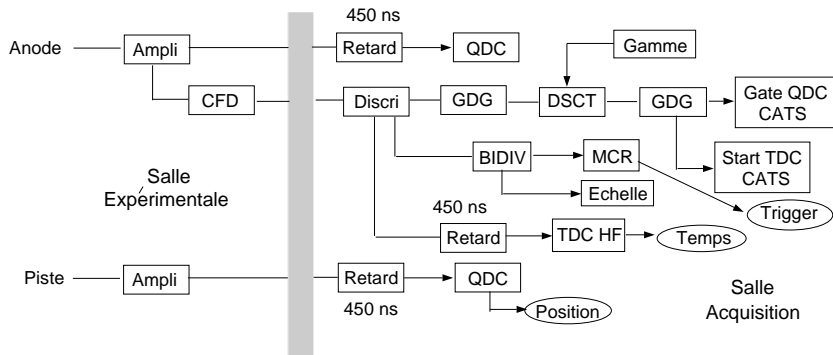 450 ns
Anode
Ampli
Retard
QDC
Gamme
CFD
Discri
GDG
DSCT
GDG
Gate QDC
CATS
BIDIV
MCR
Start TDC
CATS
Salle
Expérimentale
Echelle
450 ns
Trigger
Retard
TDC HF
Temps
Piste
Ampli
Retard
QDC
450 ns
Position
Salle
Acquisition